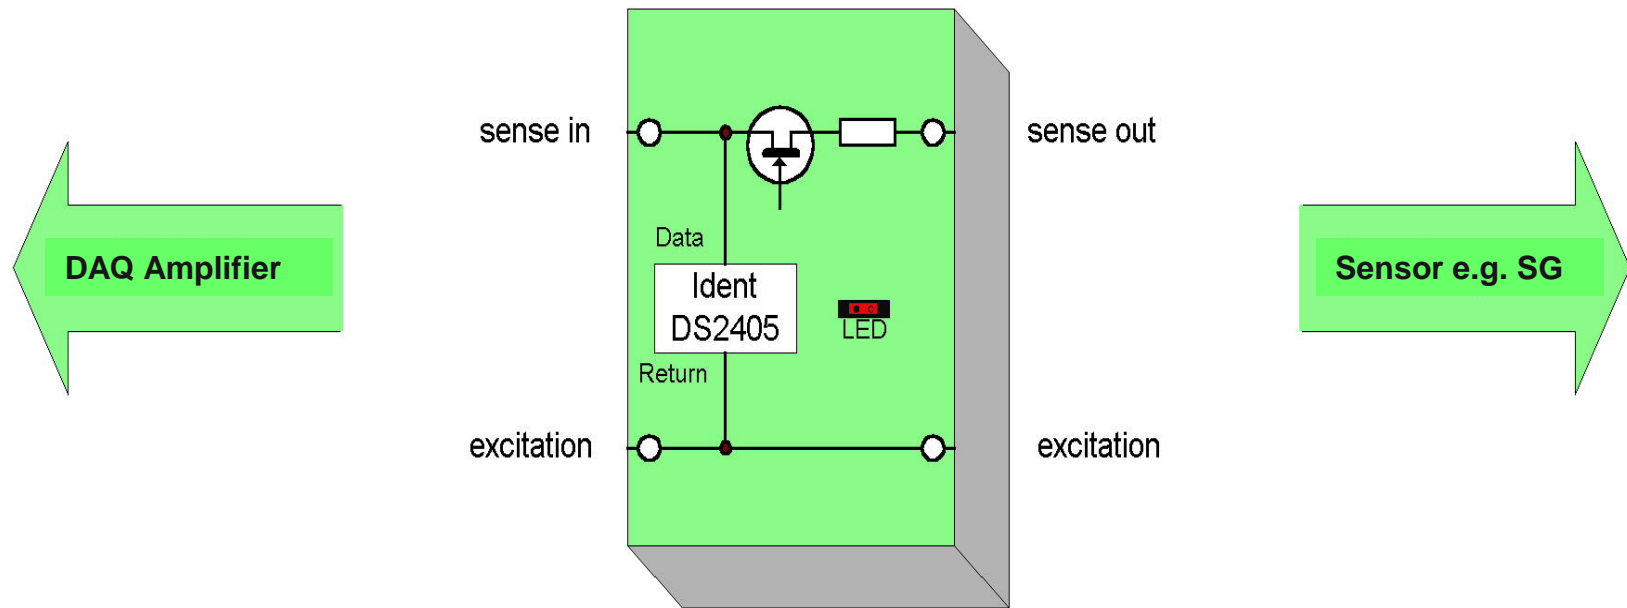 sense in
sense out
Data
DAQ Amplifier
Sensor e.g. SG
Ident
DS2405
LED
Return
excitation
excitation